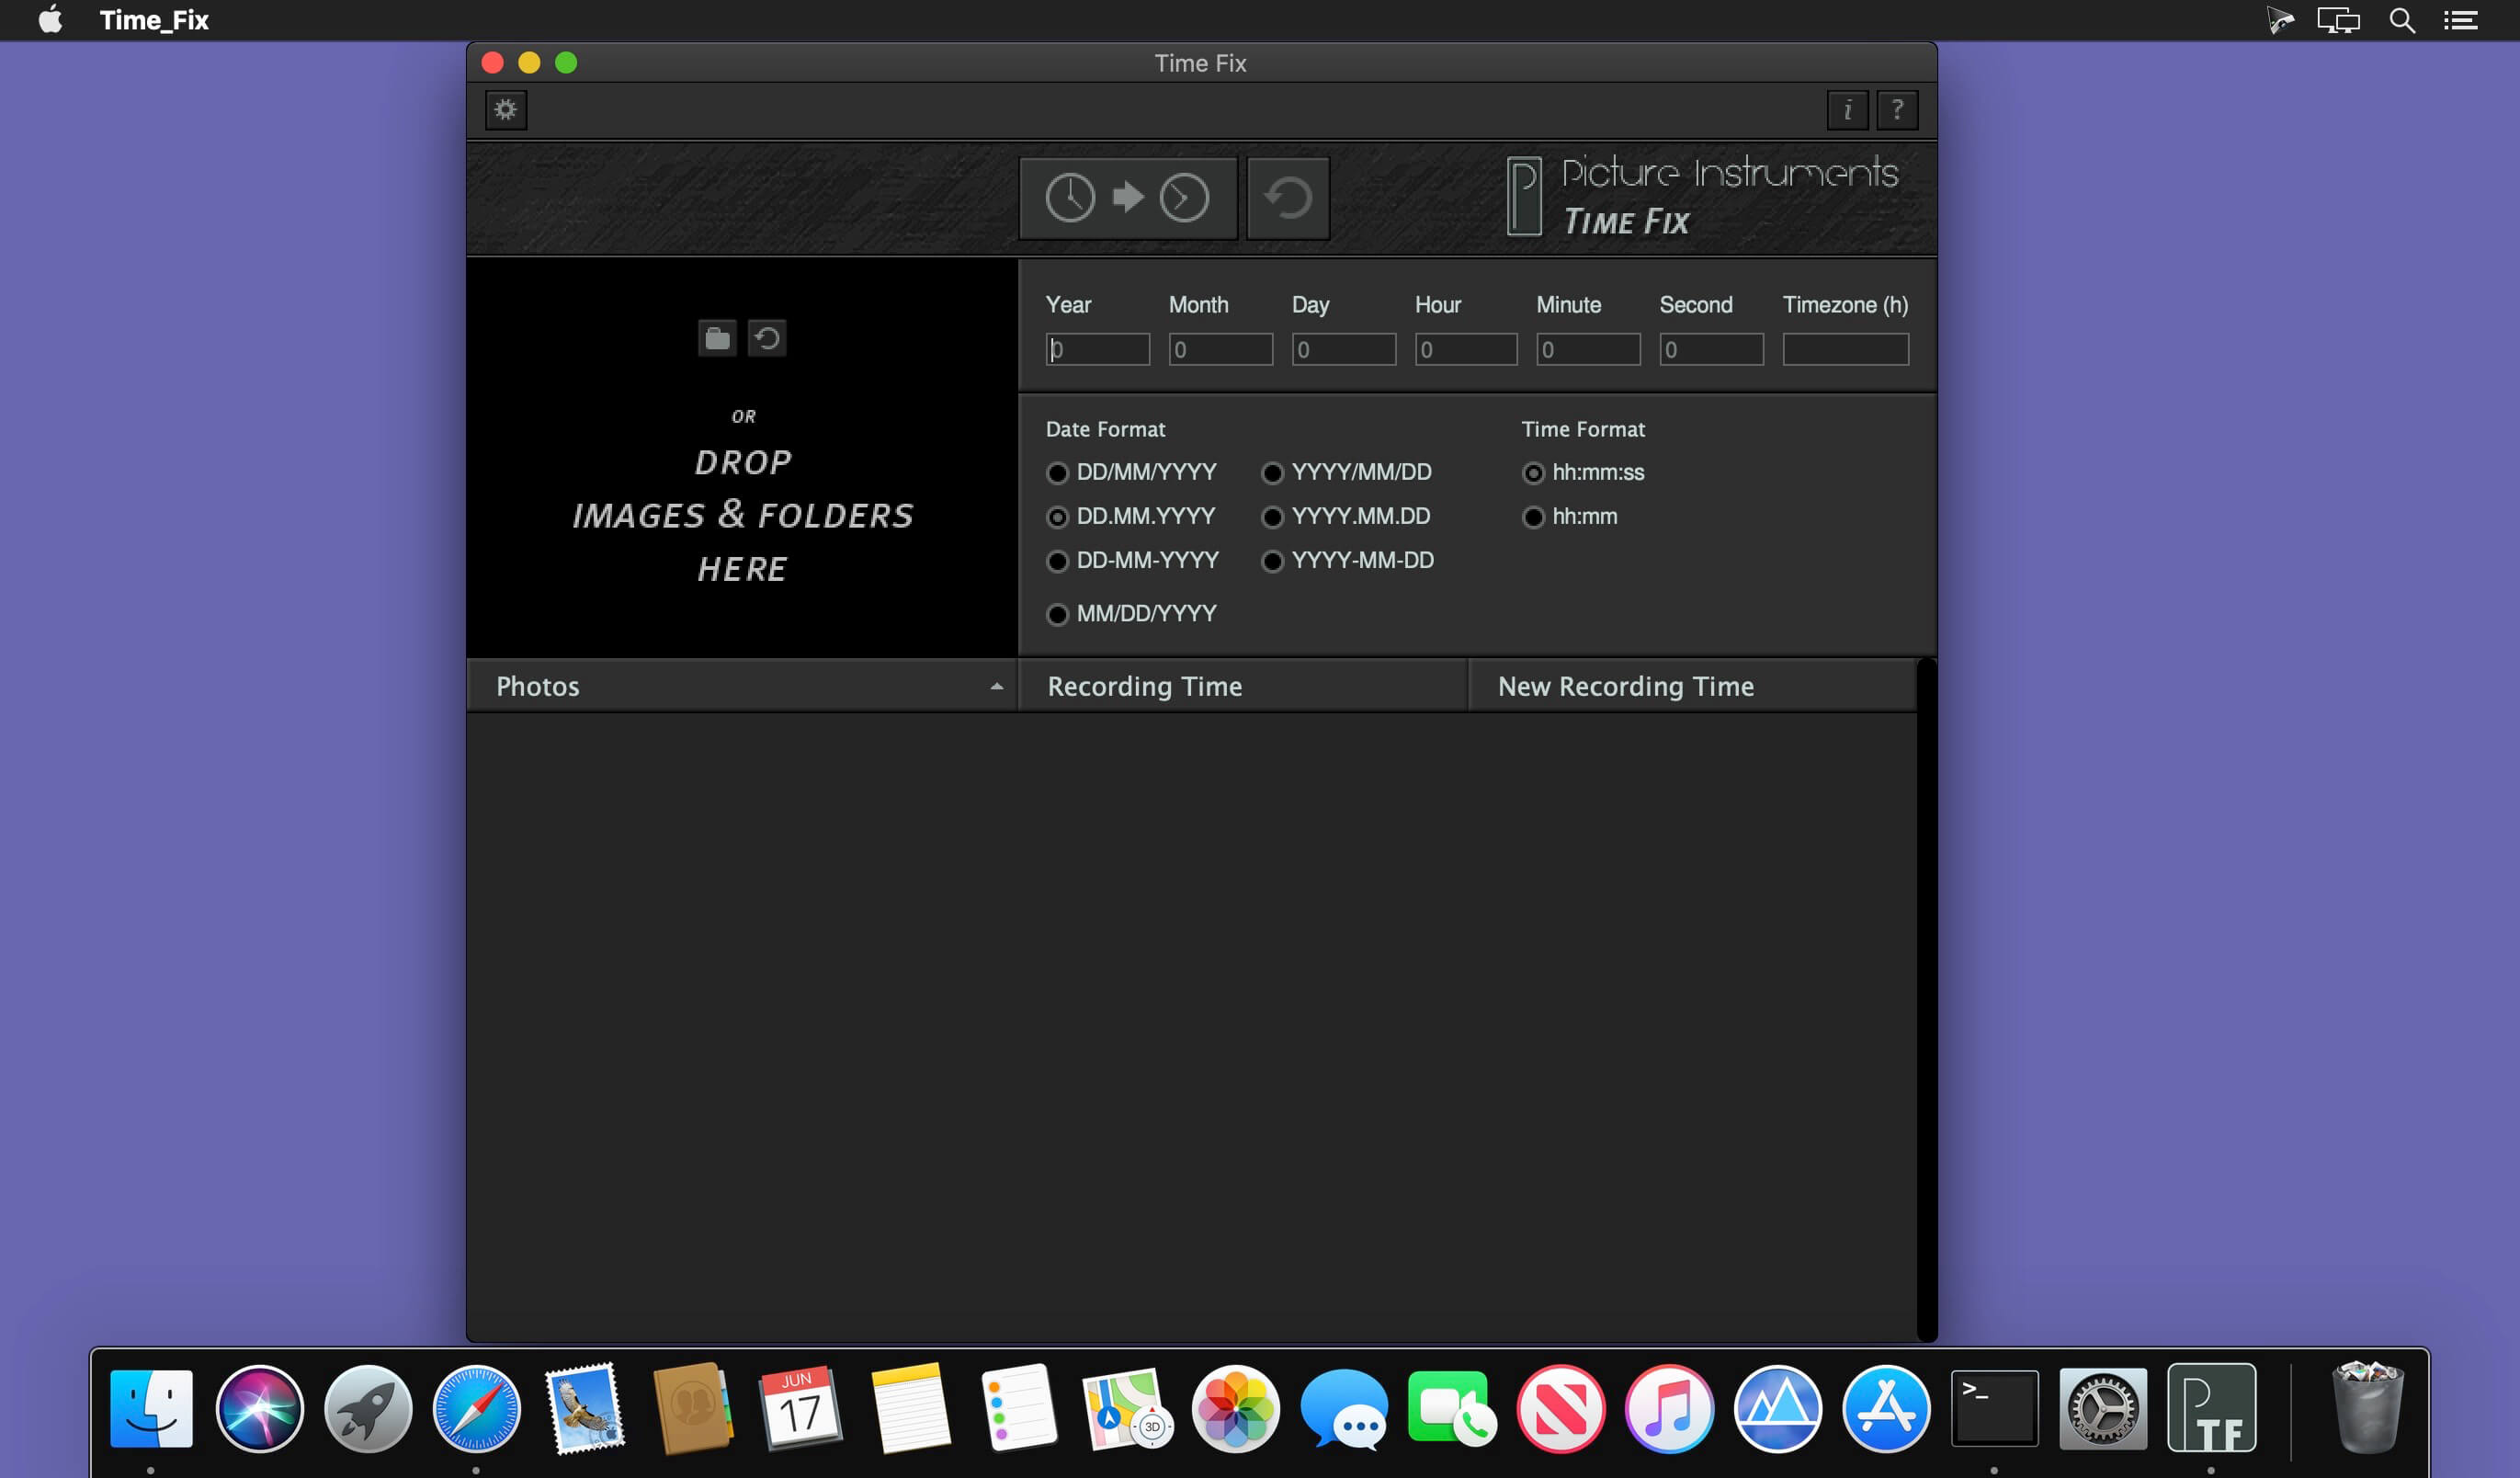 Time_Fix
Time Fix
i ?
Picture Instruments
TIME FIX
Year Month Day Hour Minute Second Timezone (h)
0 0 0 0 0 0
OR
DROP
IMAGES & FOLDERS
HERE
Date Format Time Format
DD/MM/YYYY YYYY/MM/DD hh:mm:ss
DD.MM.YYYY YYYY.MM.DD hh:mm
DD-MM-YYYY YYYY-MM-DD
MM/DD/YYYY
Photos Recording Time New Recording Time
JUN
17
3D
>_
P
TF